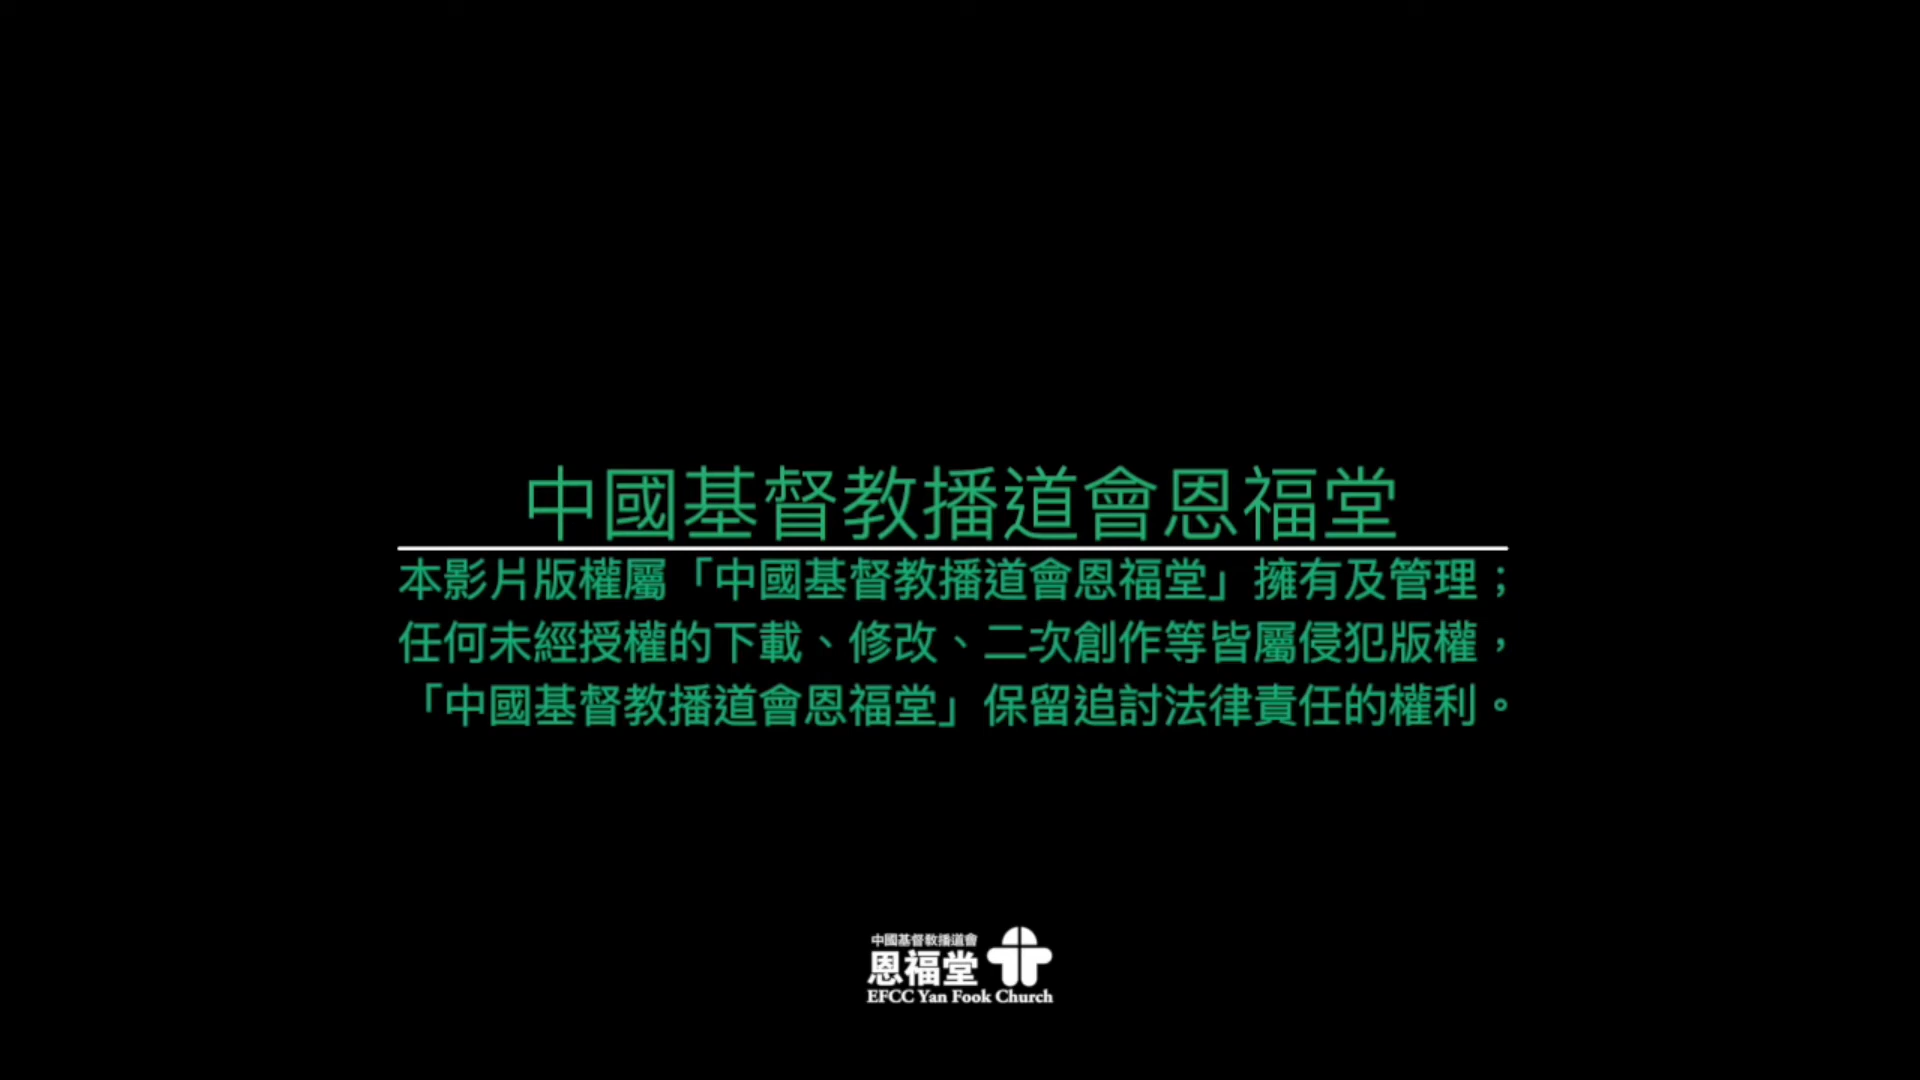 中國基督教播道會恩福堂
本影片版權屬「中國基督教播道會恩福堂」擁有及管理；
任何未經授權的下載、修改、二次創作等皆屬侵犯版權，
「中國基督教播道會恩福堂」保留追討法律責任的權利。
中國基督教播道會
恩福堂
EFCC Yan Fook Church